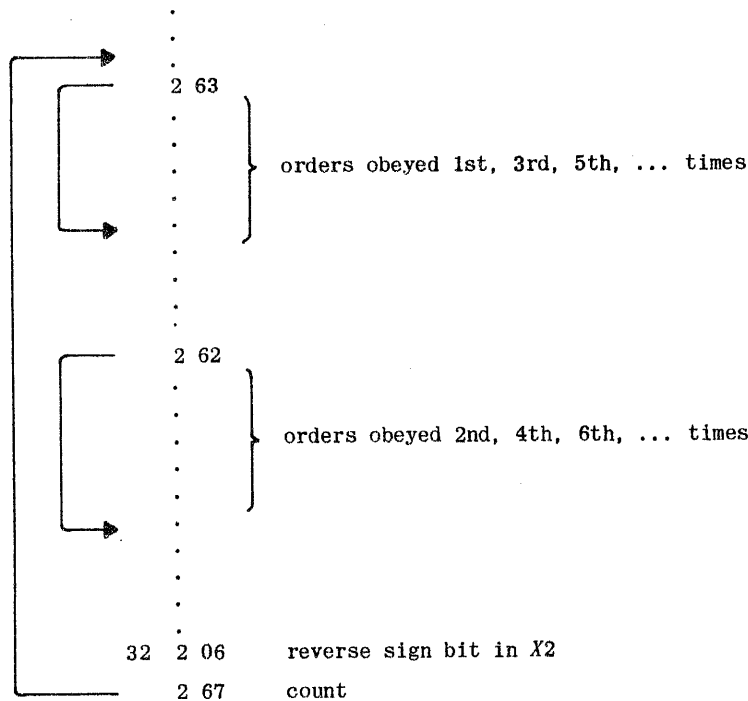 2 63
orders obeyed 1st, 3rd, 5th, ... times
2 62
orders obeyed 2nd, 4th, 6th, ... times
32 2 06 reverse sign bit in X2
2 67 count